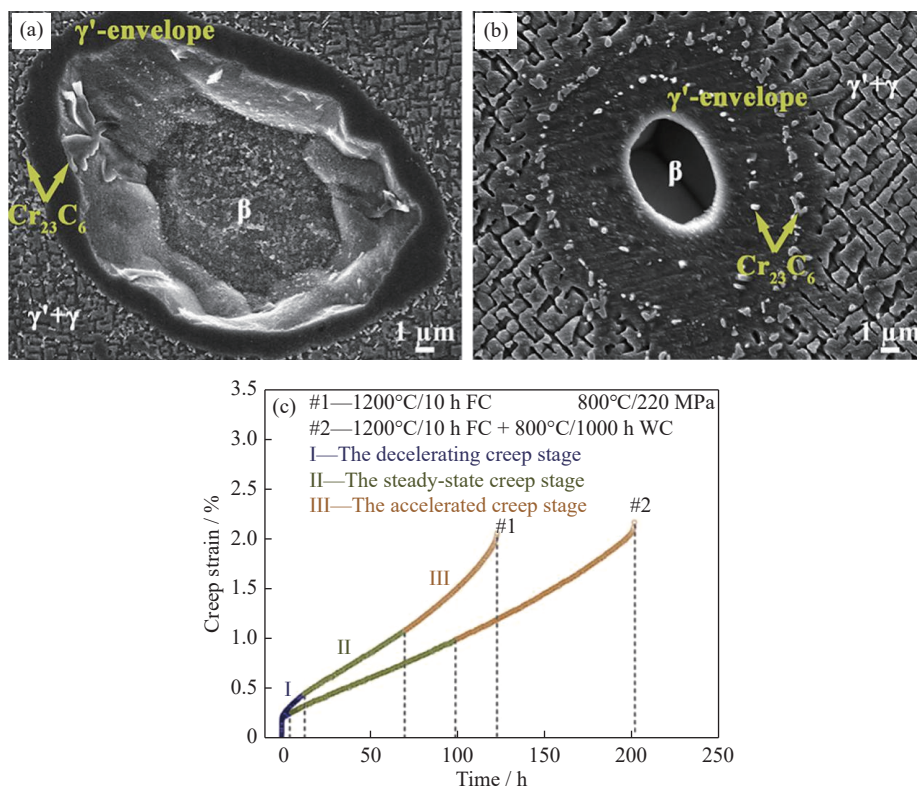 (a)
γ'-envelope
β
Cr₂₃C₆
γ'+γ
1 μm
(b)
γ'+γ
γ'-envelope
β
Cr₂₃C₆
1 μm
(c)
#1—1200°C/10 h FC 800°C/220 MPa
#2—1200°C/10 h FC + 800°C/1000 h WC
I—The decelerating creep stage
II—The steady-state creep stage
III—The accelerated creep stage
#1
#2
III
II
I
Creep strain / %
3.5
3.0
2.5
2.0
1.5
1.0
0.5
0
0 50 100 150 200 250
Time / h